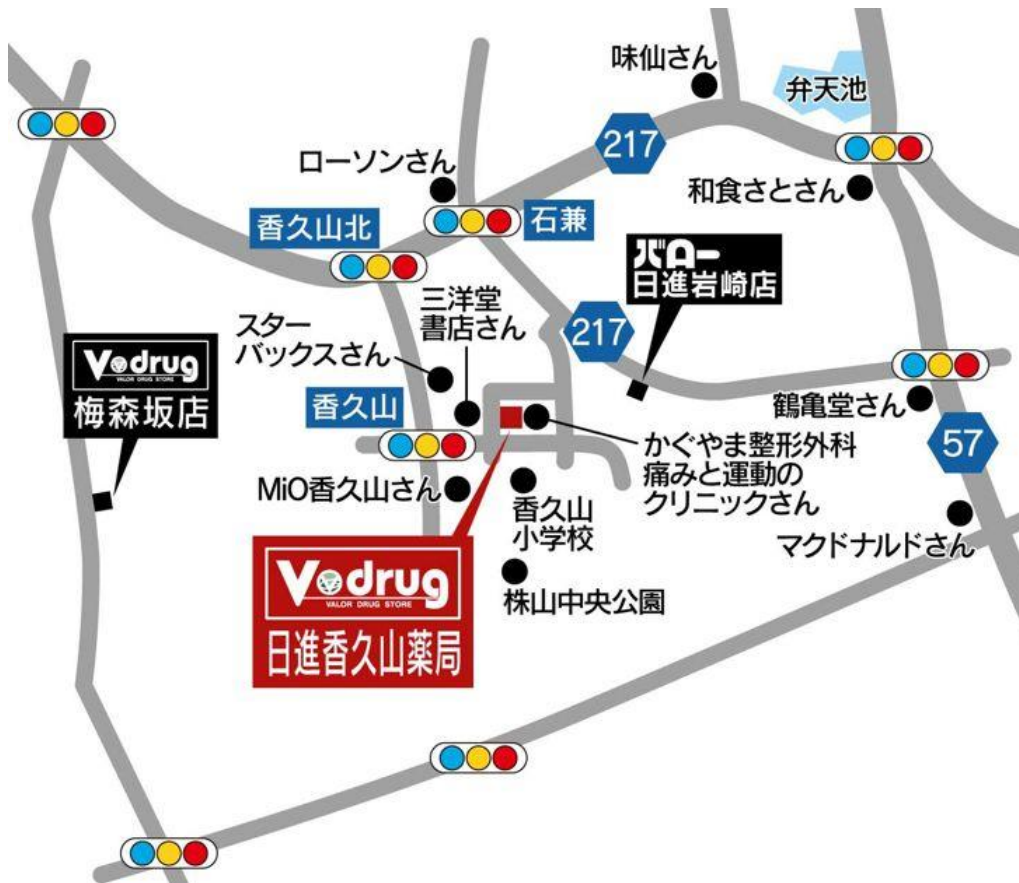 味仙さん
弁天池
217
ローソンさん
和食さとさん
香久山北
石兼
バロー
日進岩崎店
三洋堂
書店さん
217
スター
バックスさん
V・drug
VALOR DRUG STORE
梅森坂店
香久山
鶴亀堂さん
57
かぐやま整形外科
痛みと運動の
クリニックさん
MiO香久山さん
香久山
小学校
マクドナルドさん
V・drug
VALOR DRUG STORE
日進香久山薬局
株山中央公園